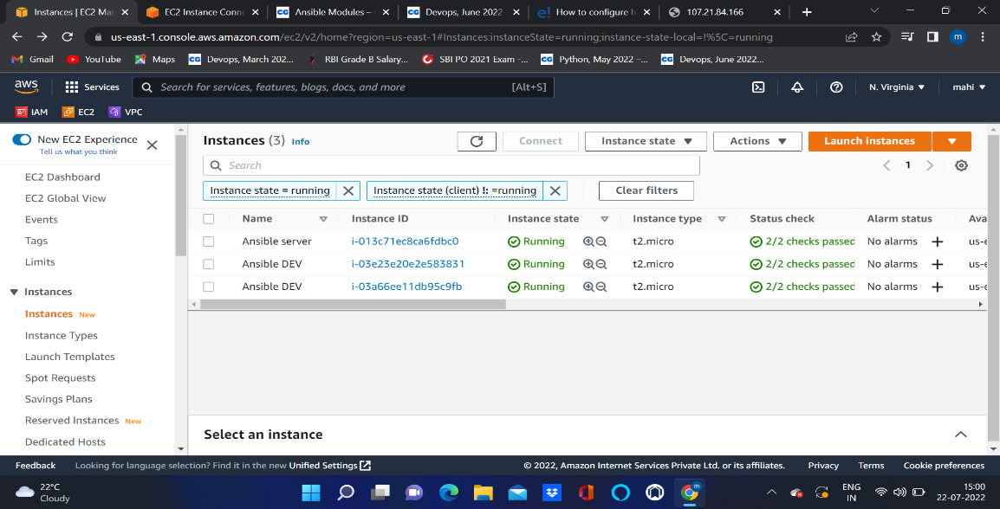 Instances | EC2 Mar
EC2 Instance Conne
Ansible Modules –
Devops, June 2022
How to configure h
107.21.84.166
us-east-1.console.aws.amazon.com/ec2/v2/home?region=us-east-1#Instances:instanceState=running;instance-state-local=!%5C=running
m
Gmail
YouTube
Maps
CG Devops, March 202...
RBI Grade B Salary...
SBI PO 2021 Exam –...
CG Python, May 2022 –...
CG Devops, June 2022...
aws
Services
Search for services, features, blogs, docs, and more
[Alt+S]
N. Virginia
mahi
IAM
EC2
VPC
New EC2 Experience
Tell us what you think
EC2 Dashboard
EC2 Global View
Events
Tags
Limits
Instances
Instances New
Instance Types
Launch Templates
Spot Requests
Savings Plans
Reserved Instances New
Dedicated Hosts
Instances (3) Info
Connect
Instance state
Actions
Launch instances
Search
1
Instance state = running
Instance state (client) !: =running
Clear filters
Name Instance ID Instance state Instance type Status check Alarm status Ava
Ansible server i-013c71ec8ca6fdbc0 Running t2.micro 2/2 checks passed No alarms + us-e
Ansible DEV i-03e23e20e2e583831 Running t2.micro 2/2 checks passed No alarms + us-e
Ansible DEV i-03a66ee11db95c9fb Running t2.micro 2/2 checks passed No alarms + us-e
Select an instance
Feedback
Looking for language selection? Find it in the new Unified Settings
© 2022, Amazon Internet Services Private Ltd. or its affiliates.
Privacy
Terms
Cookie preferences
22°C
Cloudy
ENG
IN
15:00
22-07-2022